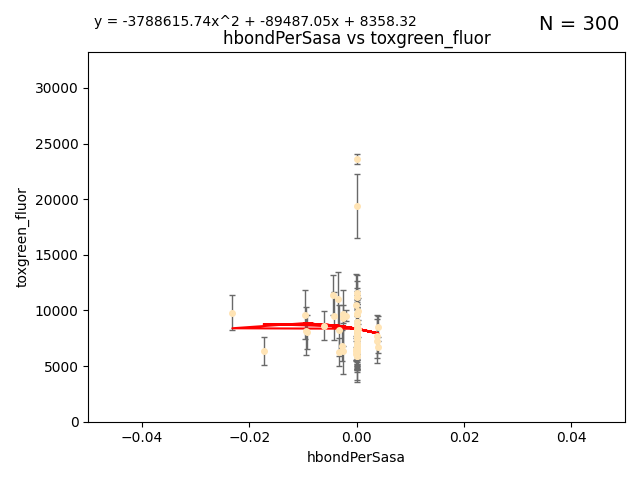 y = -3788615.74x^2 + -89487.05x + 8358.32
N = 300
hbondPerSasa vs toxgreen_fluor
30000
25000
20000
15000
10000
5000
0
toxgreen_fluor
−0.04
−0.02
0.00
0.02
0.04
hbondPerSasa